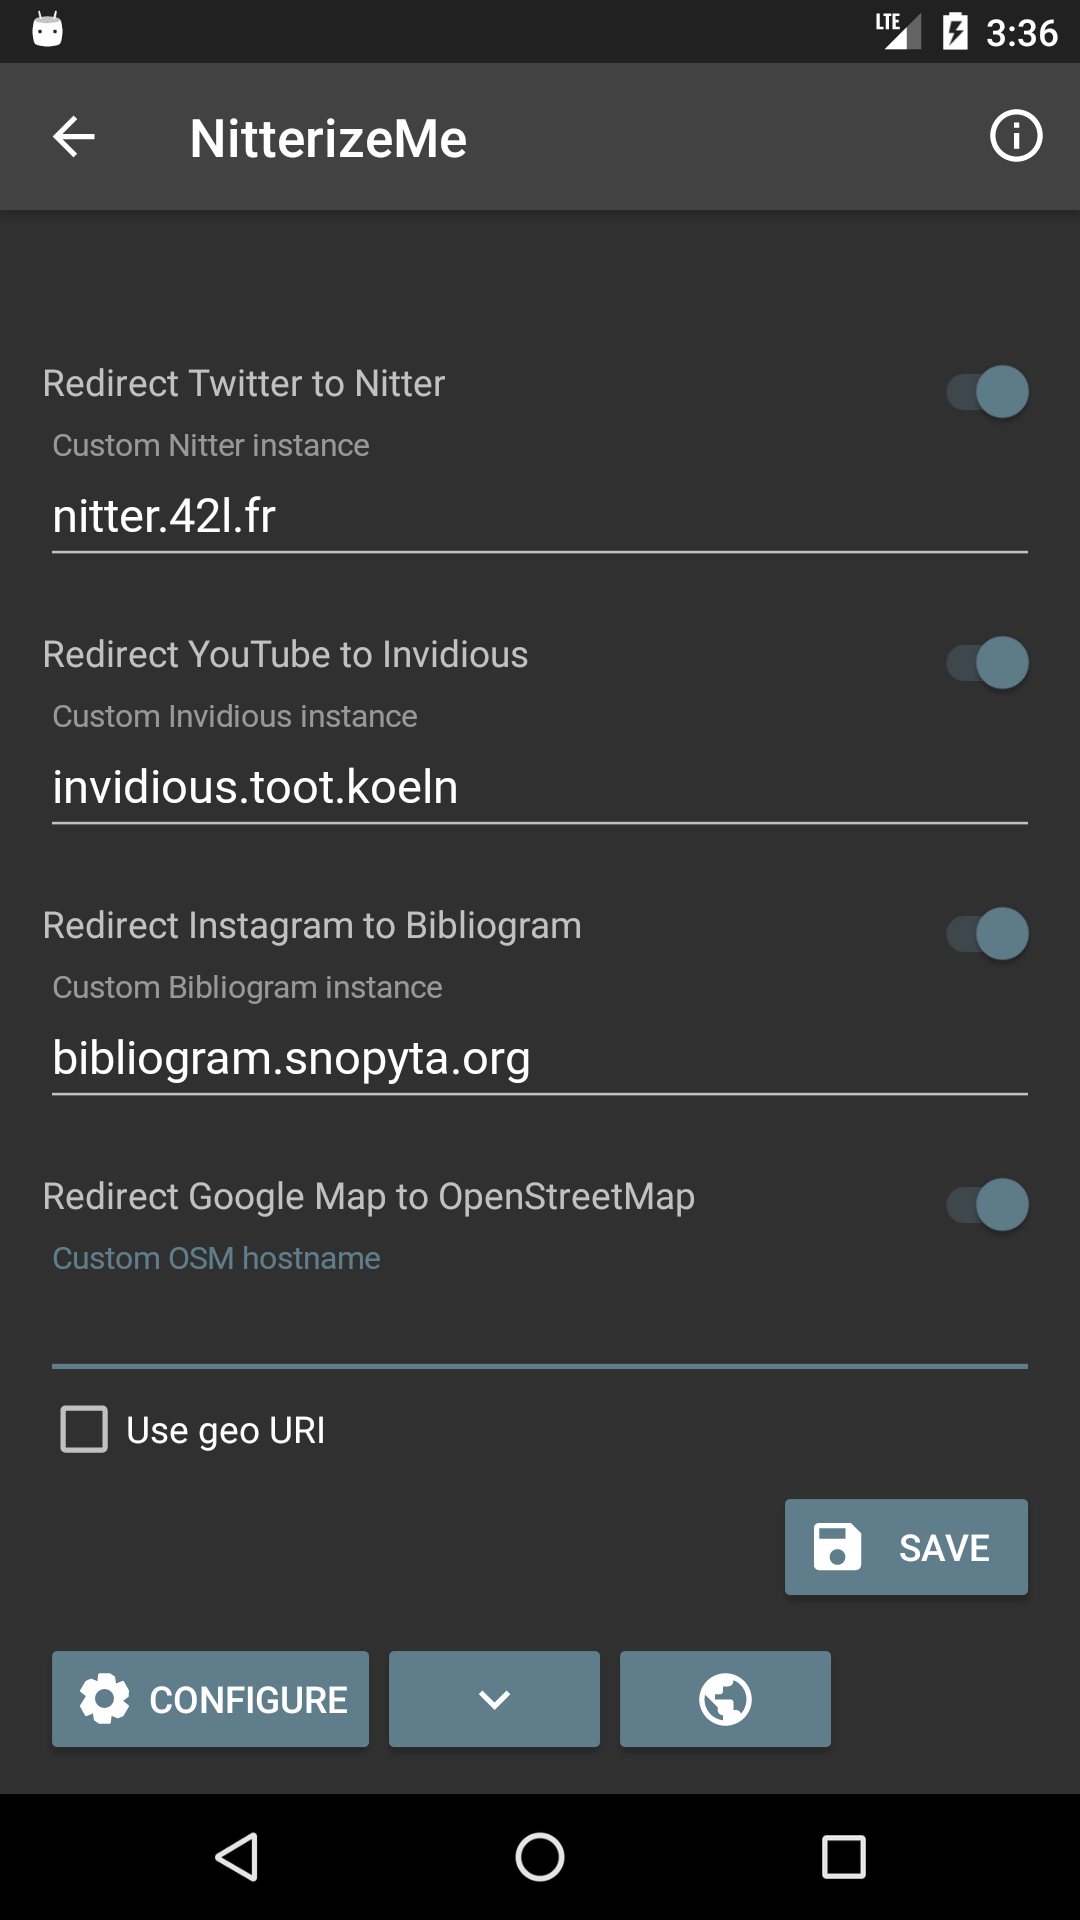 LTE 3:36
NitterizeMe
Redirect Twitter to Nitter
Custom Nitter instance
nitter.42l.fr
Redirect YouTube to Invidious
Custom Invidious instance
invidious.toot.koeln
Redirect Instagram to Bibliogram
Custom Bibliogram instance
bibliogram.snopyta.org
Redirect Google Map to OpenStreetMap
Custom OSM hostname
Use geo URI
SAVE
CONFIGURE